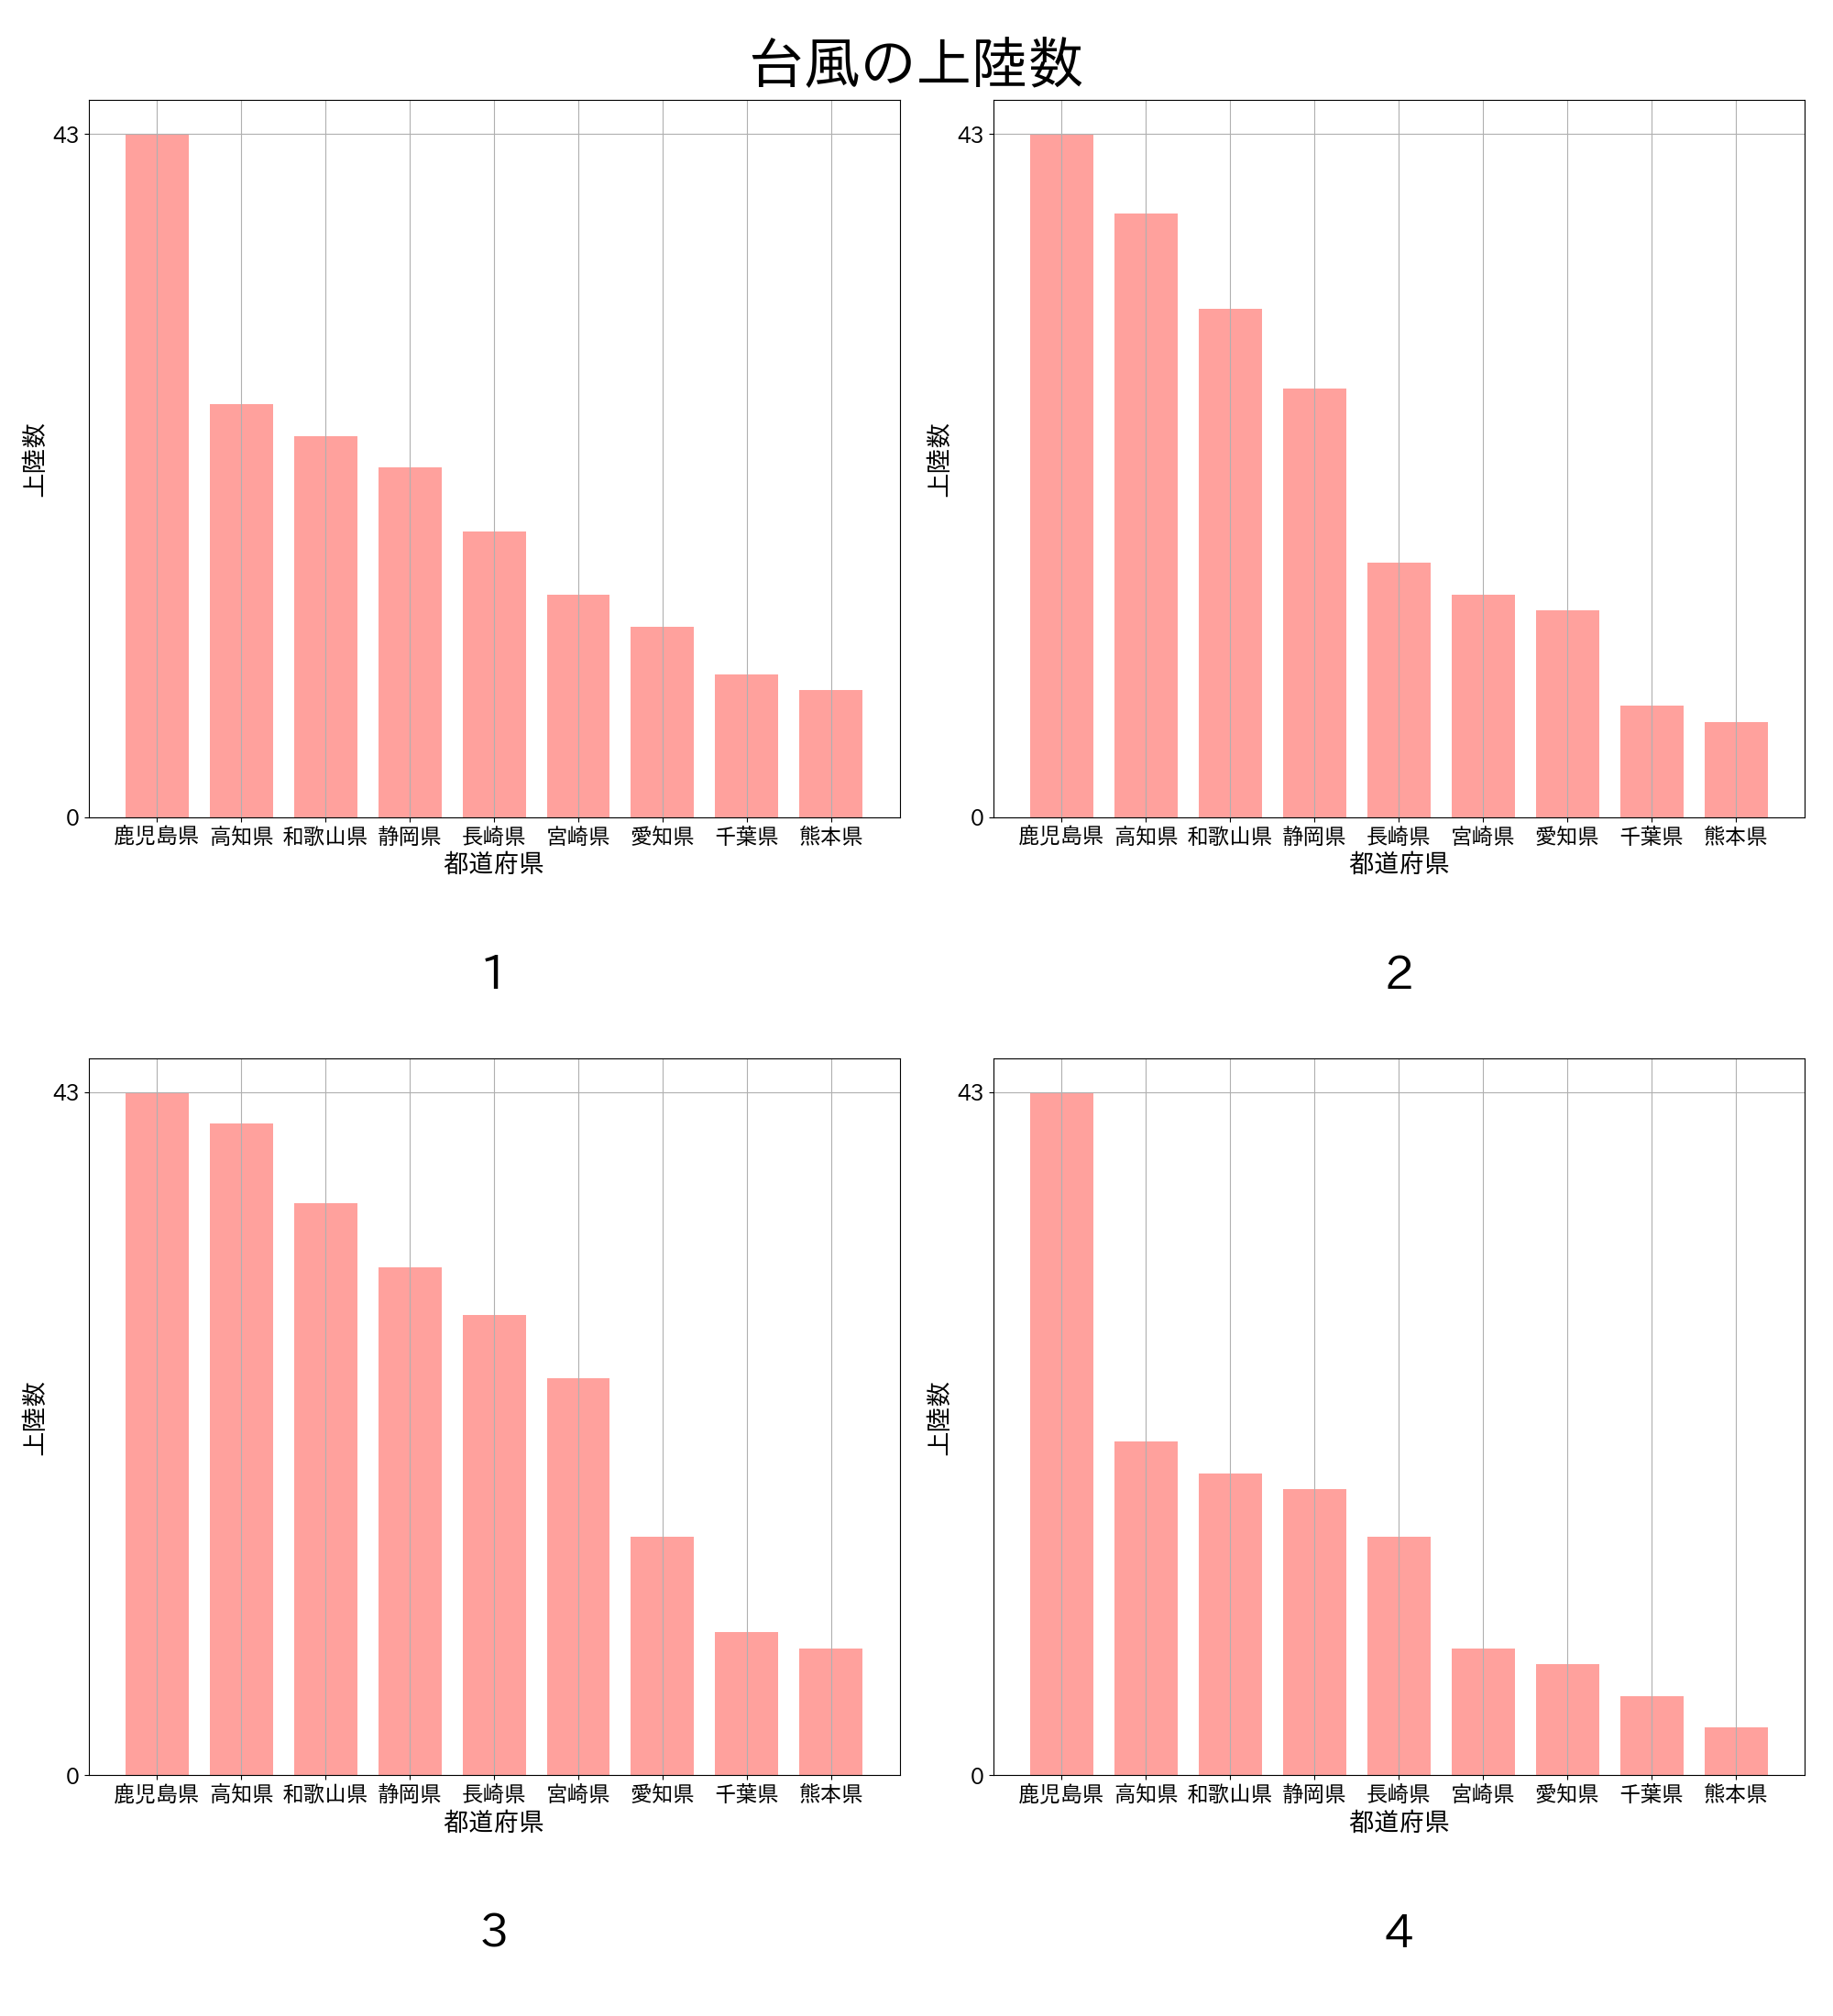 台風の上陸数
43
0
上陸数
鹿児島県 高知県 和歌山県 静岡県 長崎県 宮崎県 愛知県 千葉県 熊本県
都道府県
1
43
0
上陸数
鹿児島県 高知県 和歌山県 静岡県 長崎県 宮崎県 愛知県 千葉県 熊本県
都道府県
2
43
0
上陸数
鹿児島県 高知県 和歌山県 静岡県 長崎県 宮崎県 愛知県 千葉県 熊本県
都道府県
3
43
0
上陸数
鹿児島県 高知県 和歌山県 静岡県 長崎県 宮崎県 愛知県 千葉県 熊本県
都道府県
4